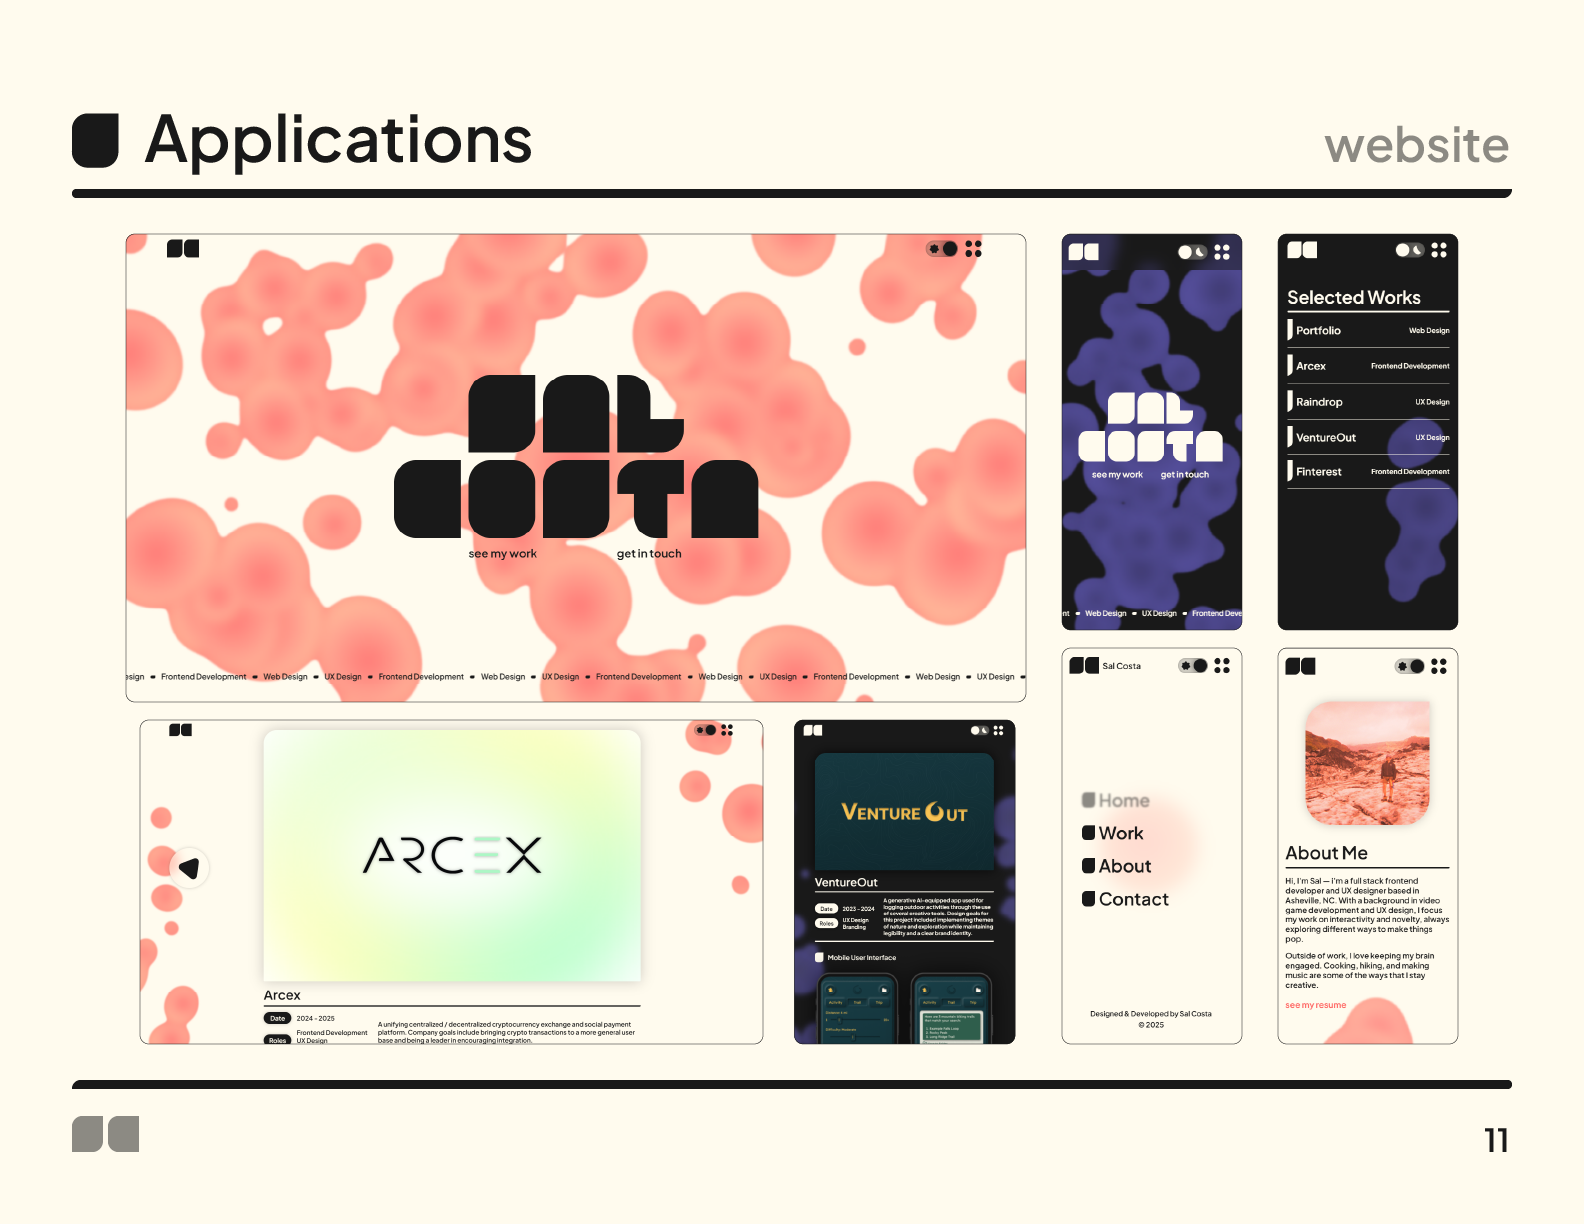 Applications
website
SAL
COSTA
see my work
get in touch
esign Frontend Development Web Design UX Design Frontend Development Web Design UX Design Frontend Development Web Design UX Design Frontend Development Web Design UX Design
SAL
COSTA
see my work
get in touch
nt Web Design UX Design Frontend Deve
Selected Works
Portfolio Web Design
Arcex Frontend Development
Raindrop UX Design
VentureOut UX Design
Finterest Frontend Development
ARCEX
Arcex
Date 2024 - 2025
Roles Frontend Development
UX Design
A unifying centralized / decentralized cryptocurrency exchange and social payment
platform. Company goals include bringing crypto transactions to a more general user
base and being a leader in encouraging integration.
VENTURE OUT
VentureOut
Date 2023 - 2024
Roles UX Design
Branding
A generative AI-equipped app used for
logging outdoor activities through the use
of several creative tools. Design goals for
this project included implementing themes
of nature and exploration while maintaining
legibility and a clear brand identity.
Mobile User Interface
Activity Trail Trip
Activity Trail Trip
Sal Costa
Home
Work
About
Contact
Designed & Developed by Sal Costa
© 2025
About Me
Hi, I'm Sal — i'm a full stack frontend
developer and UX designer based in
Asheville, NC. With a background in video
game development and UX design, I focus
my work on interactivity and novelty, always
exploring different ways to make things
pop.
Outside of work, I love keeping my brain
engaged. Cooking, hiking, and making
music are some of the ways that I stay
creative.
see my resume
11